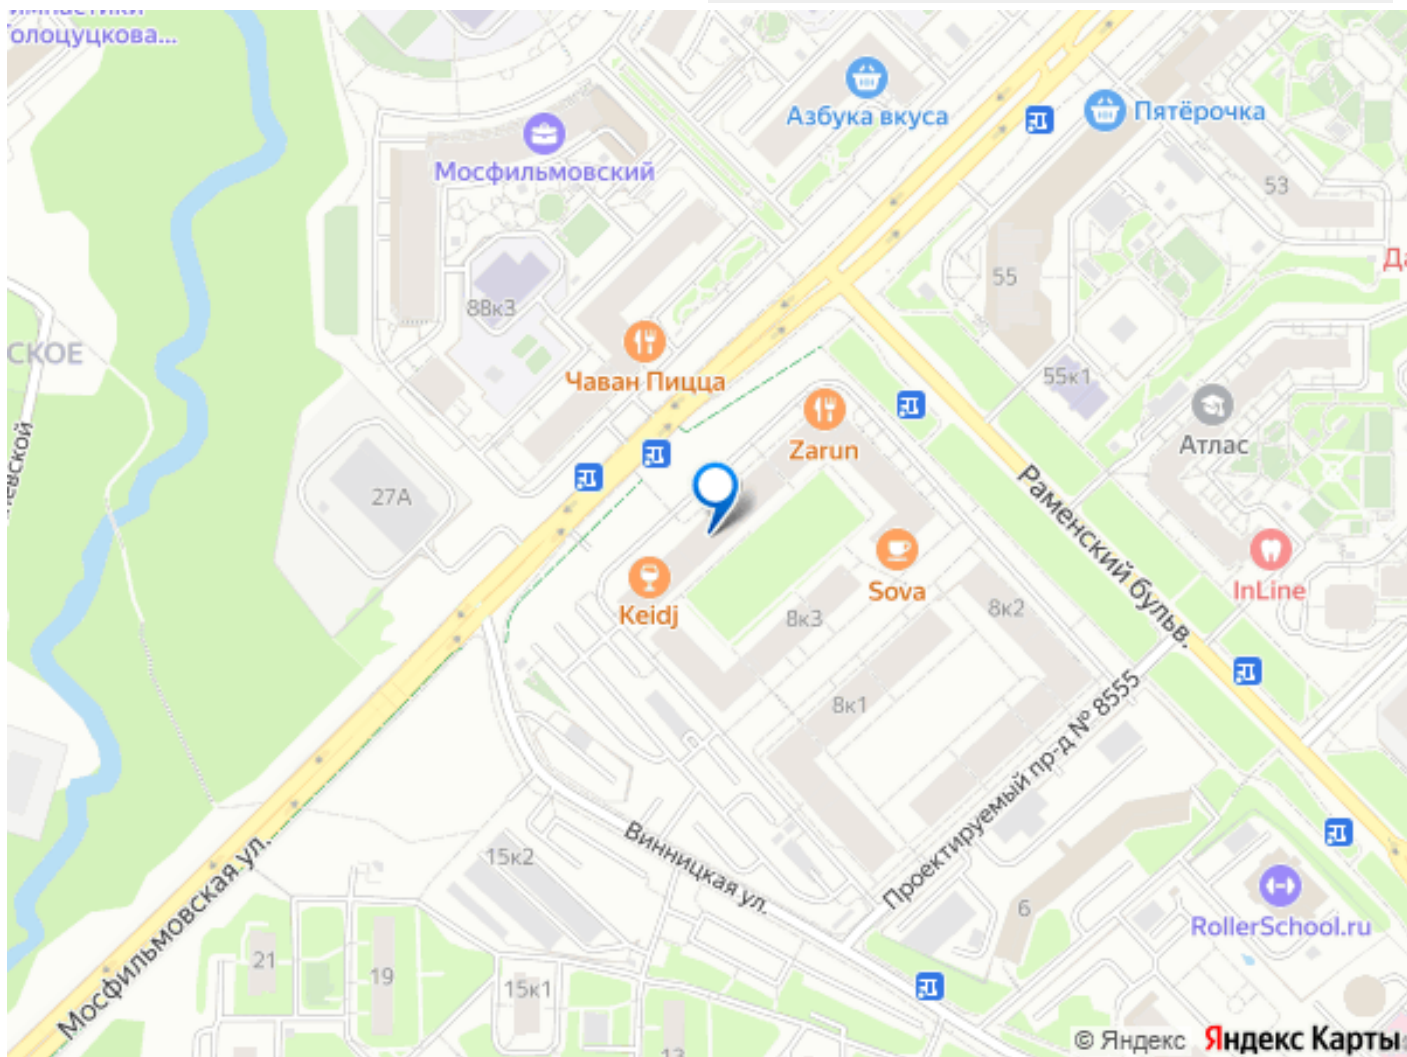 олоцуцкова...
Азбука вкуса
Пятёрочка
Мосфильмовский
53
Да
55
88к3
СКОЕ
Чаван Пицца
55к1
Атлас
Zarun
27А
Раменский бульв.
InLine
Sova
Keidj
8к3
8к2
8к1
Проектируемый пр-д № 8555
Винницкая ул.
15к2
Мосфильмовская ул.
6
RollerSchool.ru
21
19
15к1
13
© Яндекс Яндекс Карты